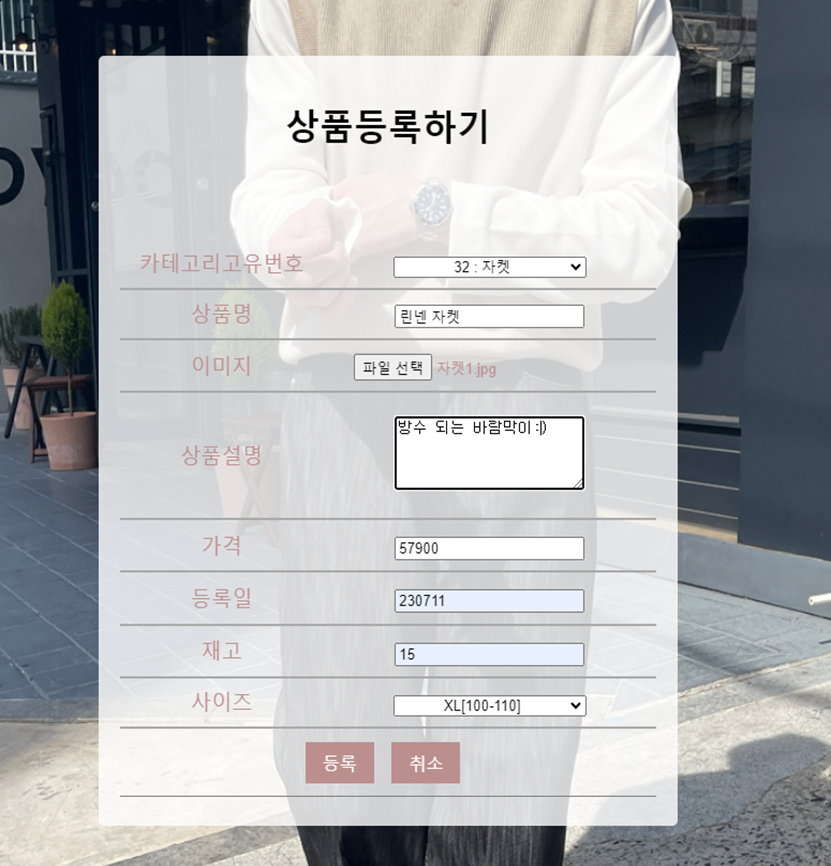 상품등록하기
카테고리고유번호 32 : 자켓
상품명 린넨 자켓
이미지 파일 선택 자켓1.jpg
상품설명 방수 되는 바람막이:|)
가격 57900
등록일 230711
재고 15
사이즈 XL[100-110]
등록 취소